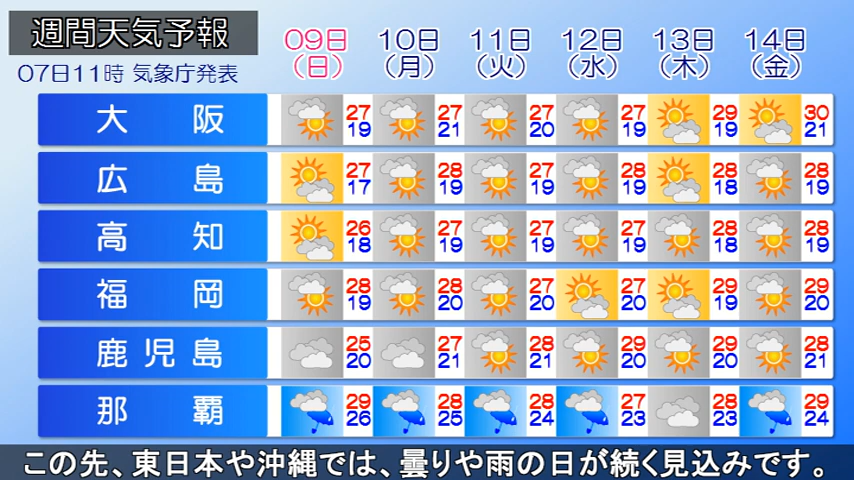 週間天気予報
07日11時 気象庁発表
09日 10日 11日 12日 13日 14日
(日) (月) (火) (水) (木) (金)
大阪 27 19 27 21 27 20 27 19 29 19 30 21
広島 27 17 28 19 27 19 28 19 28 18 28 19
高知 26 18 27 19 27 19 27 19 28 18 28 19
福岡 28 19 28 20 27 20 27 20 29 19 29 20
鹿児島 25 20 27 21 28 21 29 20 29 20 28 21
那覇 29 26 28 25 28 24 27 23 28 23 29 24
この先、東日本や沖縄では、曇りや雨の日が続く見込みです。